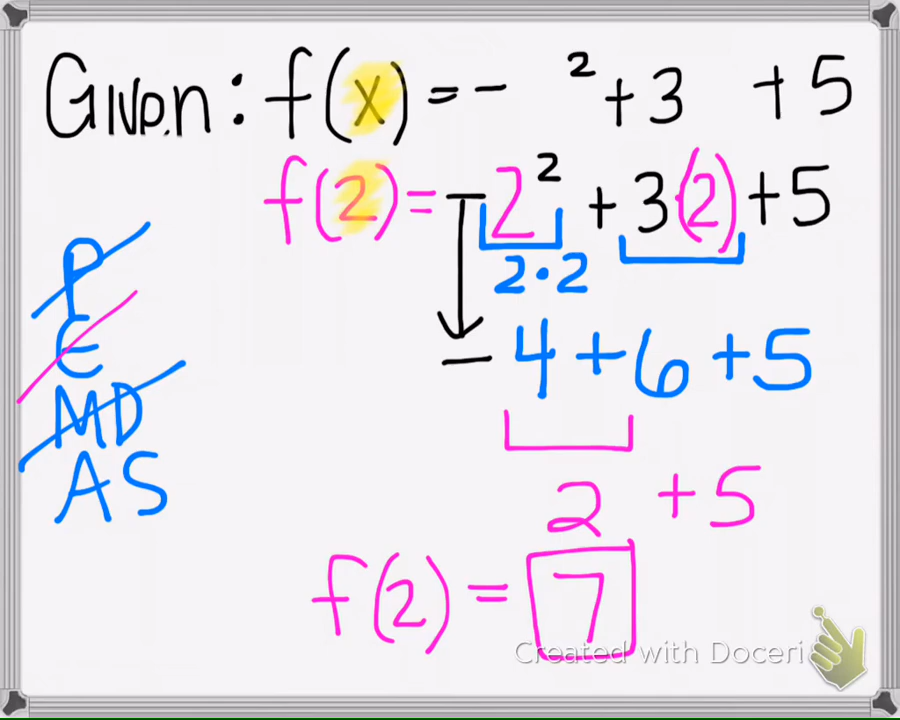 Given: f(x) = - ² + 3 + 5
f(2) = - 2² + 3(2) + 5
2·2
P
E
MD
AS
- 4 + 6 + 5
2 + 5
f(2) = 7
Created with Doceri